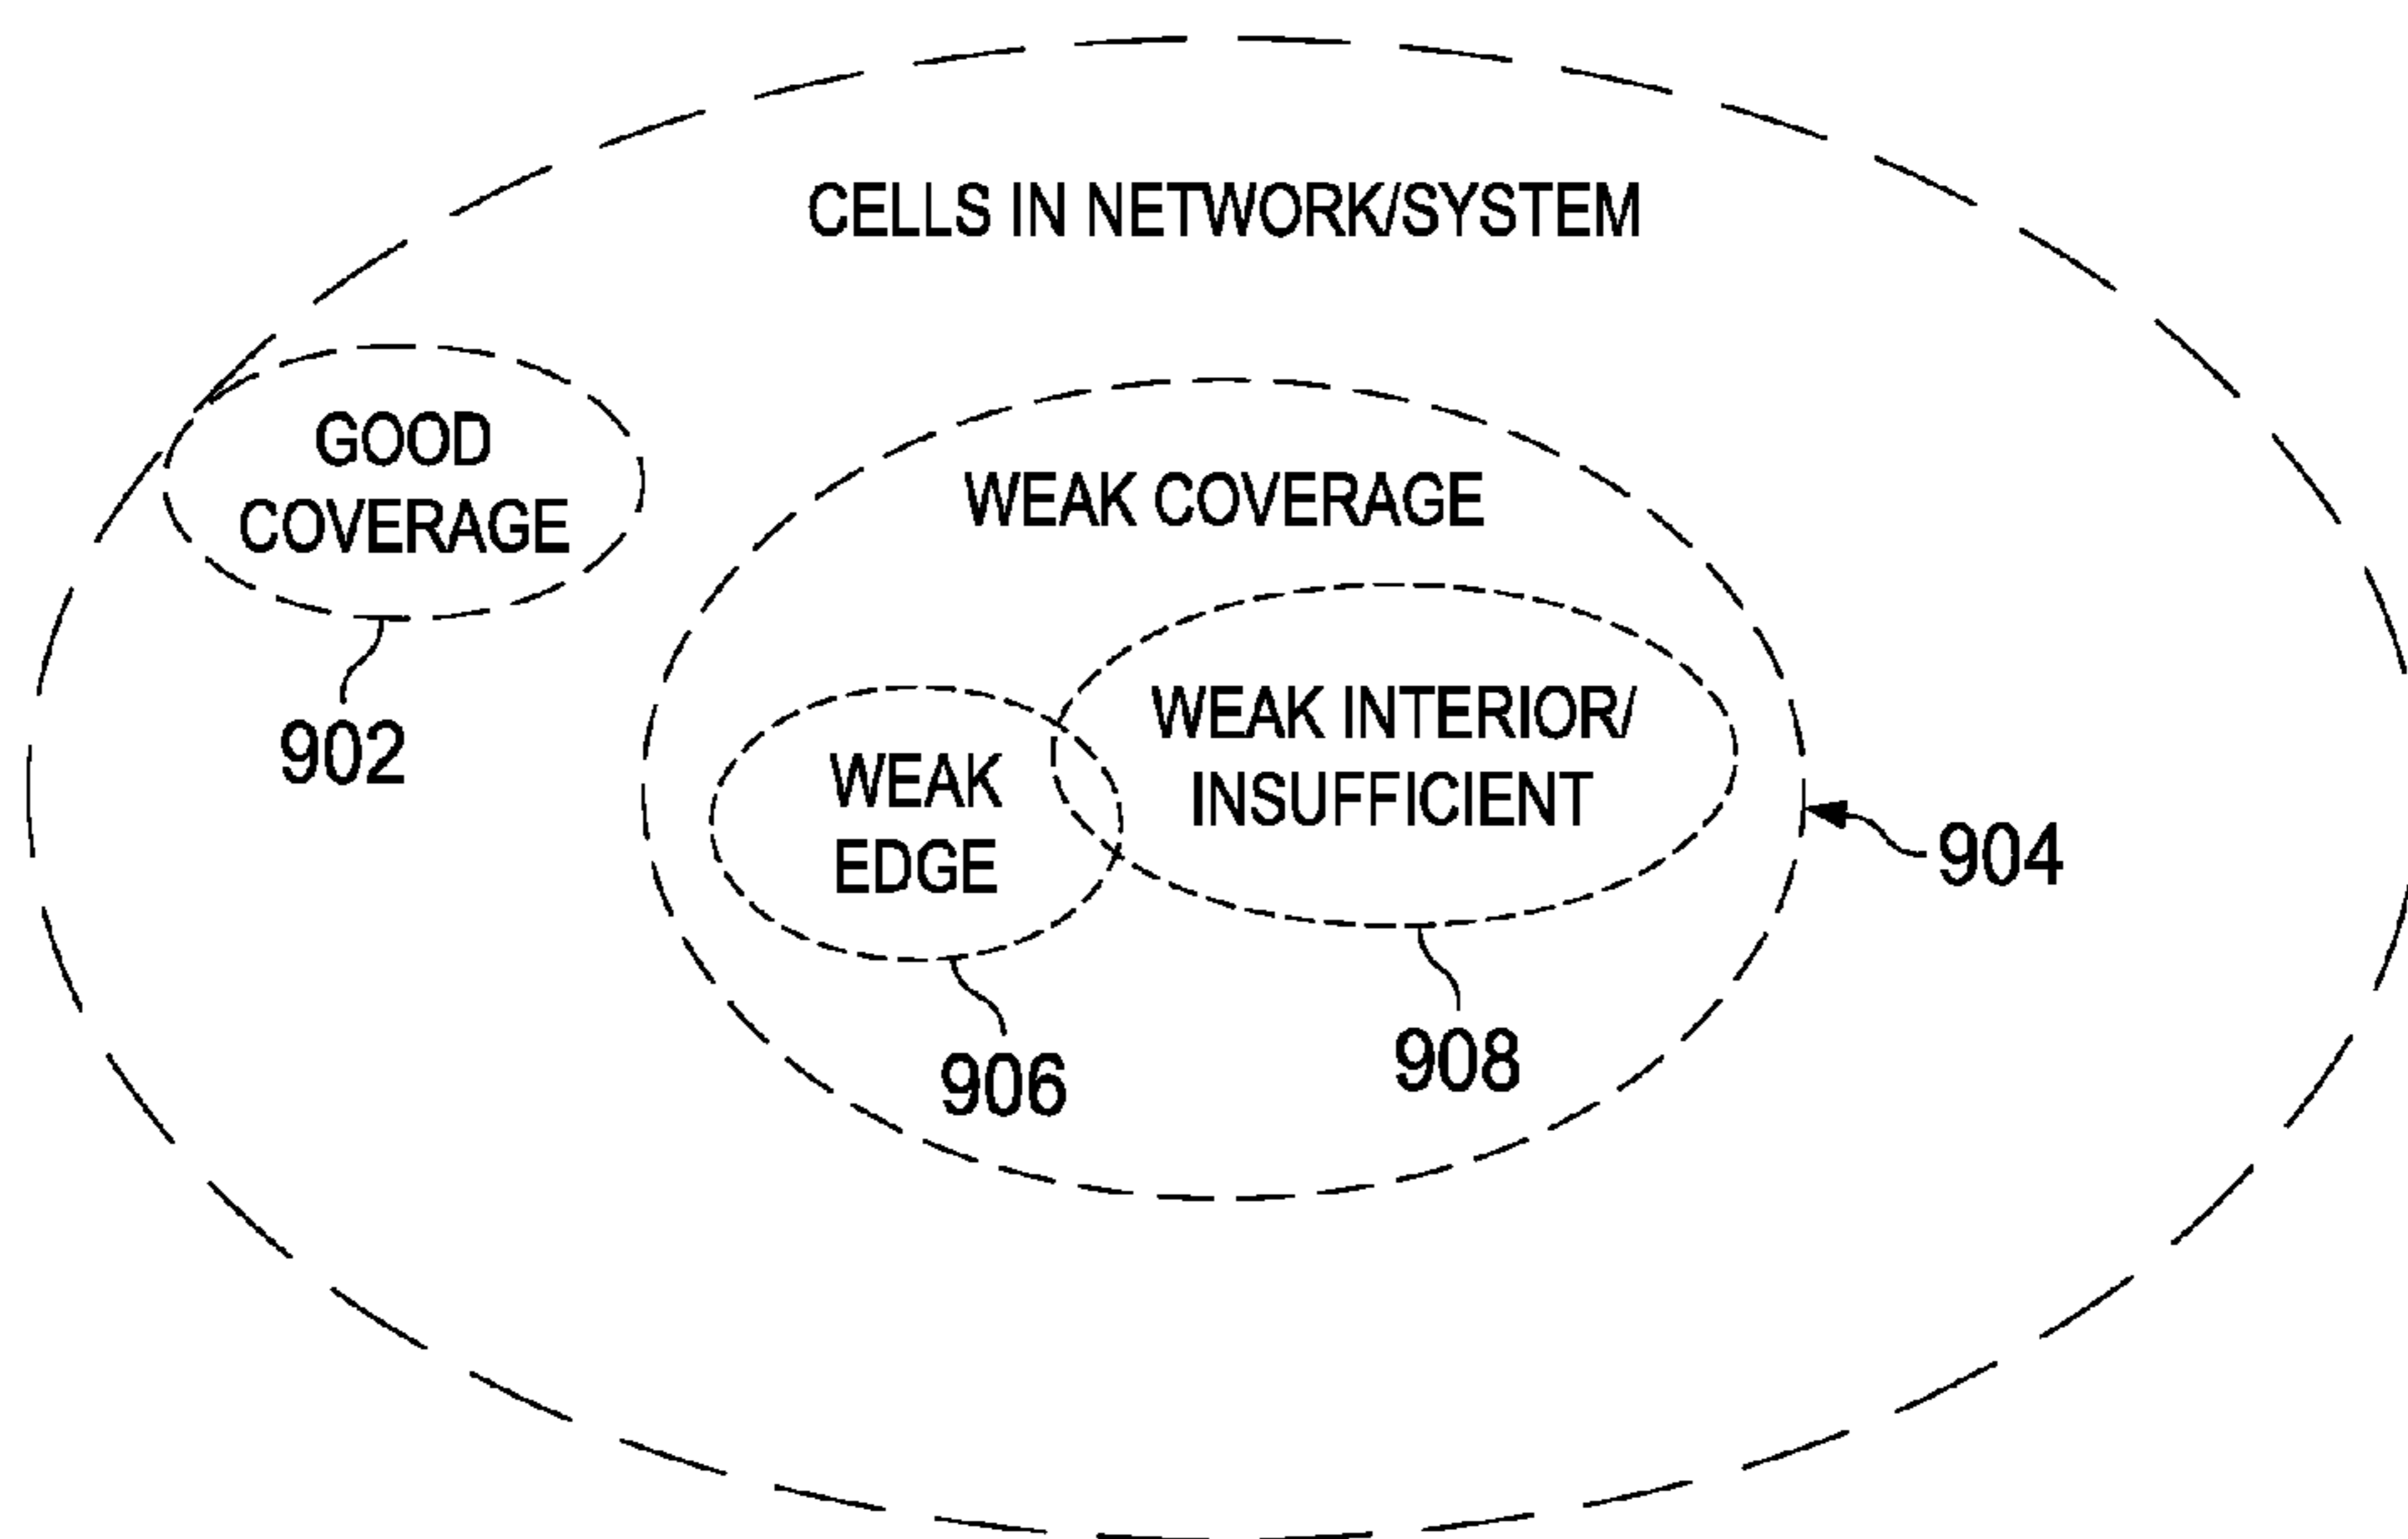 CELLS IN NETWORK/SYSTEM
GOOD
COVERAGE
902
WEAK COVERAGE
WEAK INTERIOR/
INSUFFICIENT
WEAK
EDGE
904
906
908